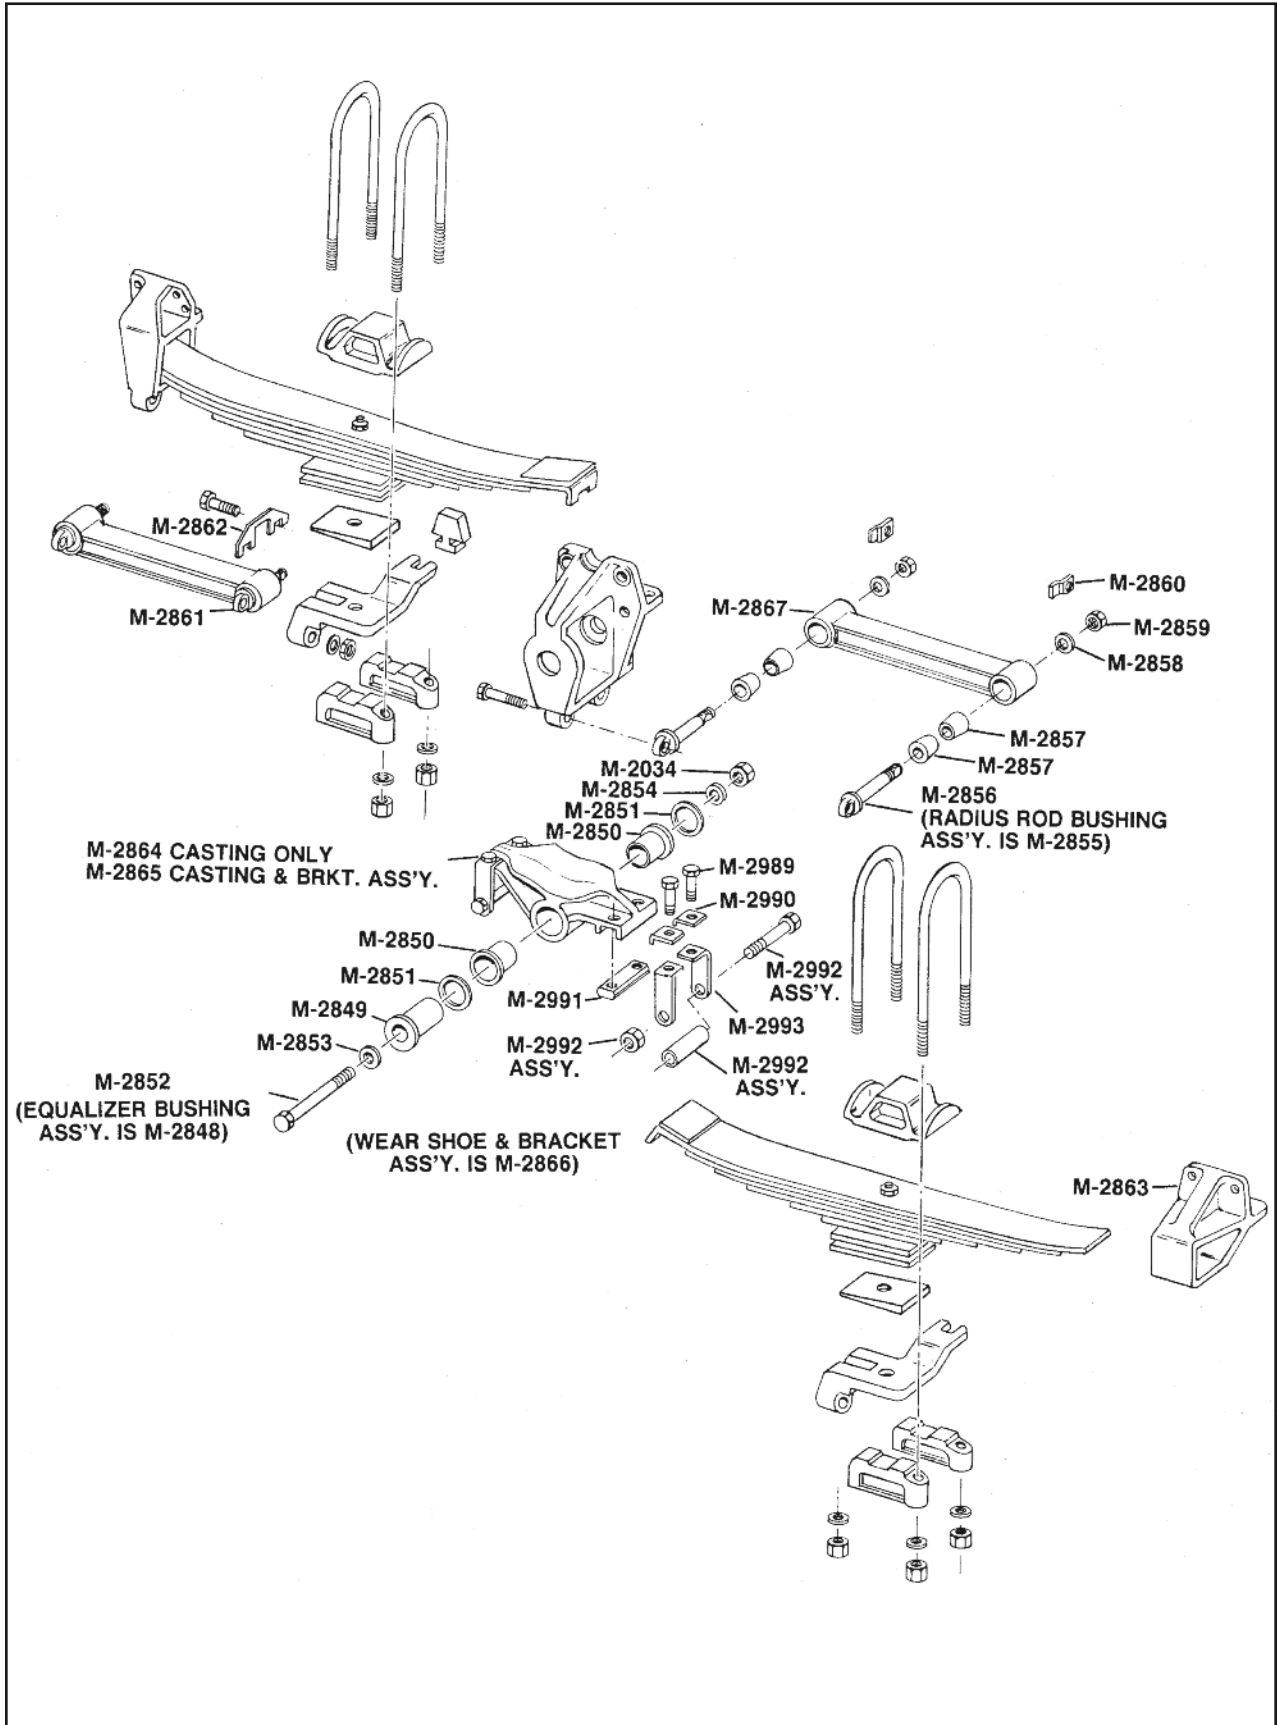 M-2862
M-2861
M-2867
M-2860
M-2859
M-2858
M-2857
M-2857
M-2856
(RADIUS ROD BUSHING
ASS'Y. IS M-2855)
M-2034
M-2854
M-2851
M-2850
M-2864 CASTING ONLY
M-2865 CASTING & BRKT. ASS'Y.
M-2989
M-2990
M-2850
M-2851
M-2849
M-2853
M-2852
(EQUALIZER BUSHING
ASS'Y. IS M-2848)
M-2991
M-2992
ASS'Y.
M-2993
M-2992
ASS'Y.
M-2992
ASS'Y.
(WEAR SHOE & BRACKET
ASS'Y. IS M-2866)
M-2863